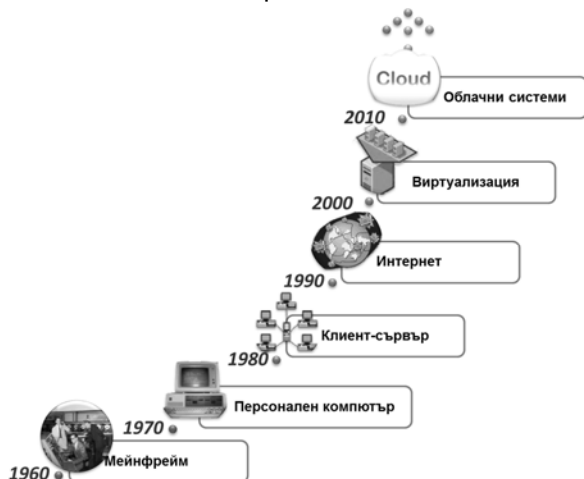 Cloud
Облачни системи
2010
Виртуализация
2000
Интернет
1990
Клиент-сървър
1980
Персонален компютър
1970
Мейнфрейм
1960